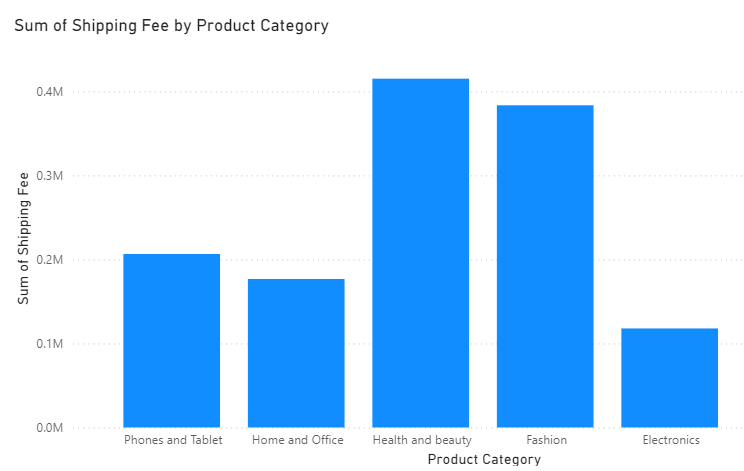 Sum of Shipping Fee by Product Category
Sum of Shipping Fee
0.4M
0.3M
0.2M
0.1M
0.0M
Phones and Tablet
Home and Office
Health and beauty
Fashion
Electronics
Product Category